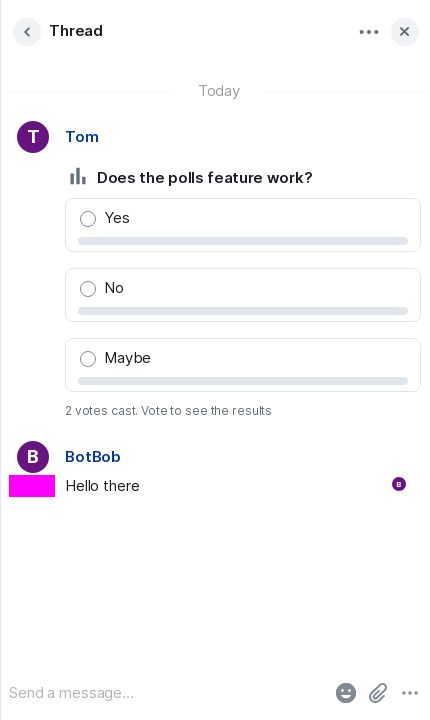 Thread
Today
T
Tom
Does the polls feature work?
Yes
No
Maybe
2 votes cast. Vote to see the results
B
BotBob
Hello there
B
Send a message…